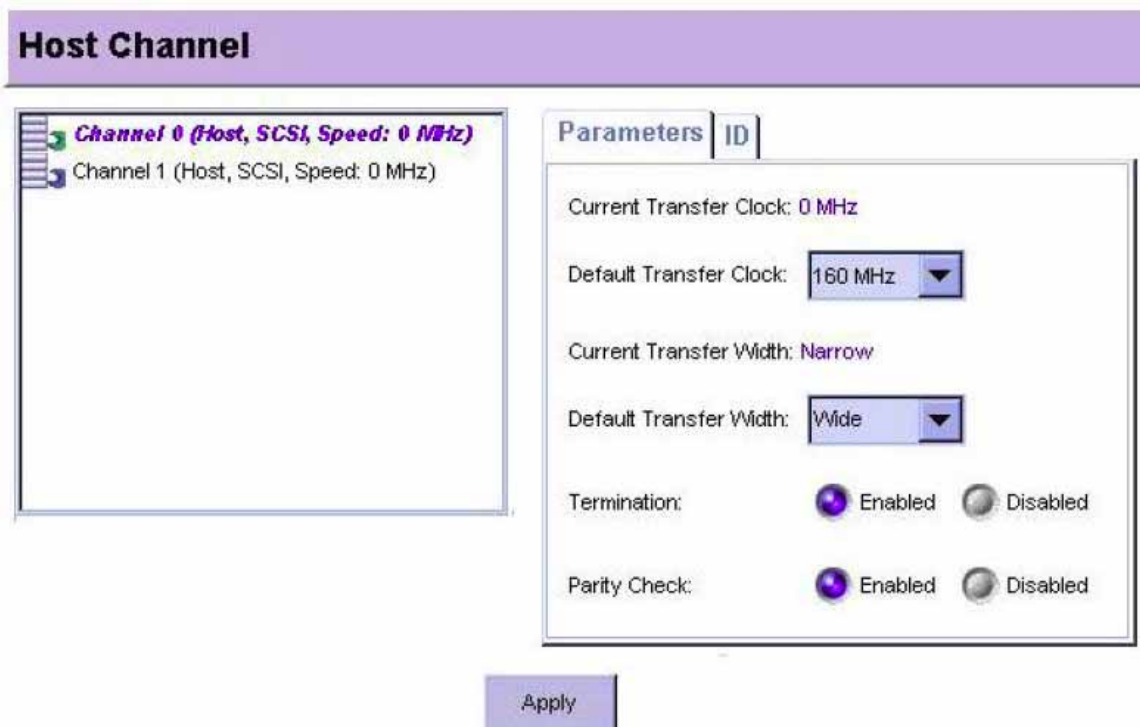 Host Channel
Channel 0 (Host, SCSI, Speed: 0 MHz)
Channel 1 (Host, SCSI, Speed: 0 MHz)
Parameters
ID
Current Transfer Clock: 0 MHz
Default Transfer Clock: 160 MHz
Current Transfer Width: Narrow
Default Transfer Width: Wide
Termination: Enabled Disabled
Parity Check: Enabled Disabled
Apply